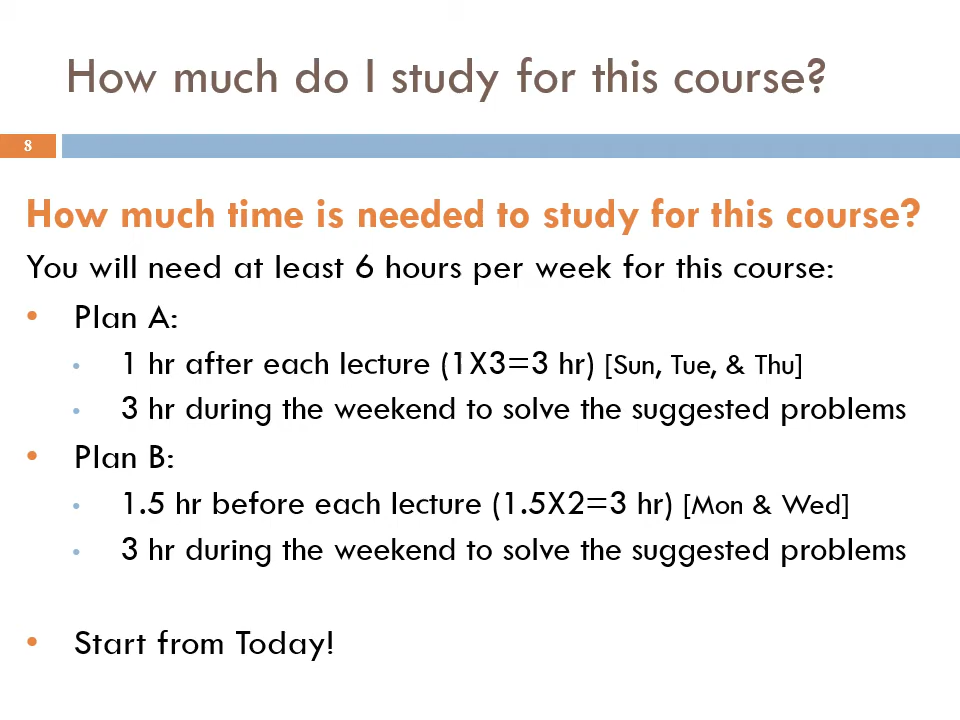 How much do I study for this course?
8
How much time is needed to study for this course?
You will need at least 6 hours per week for this course:
• Plan A:
• 1 hr after each lecture (1X3=3 hr) [Sun, Tue, & Thu]
• 3 hr during the weekend to solve the suggested problems
• Plan B:
• 1.5 hr before each lecture (1.5X2=3 hr) [Mon & Wed]
• 3 hr during the weekend to solve the suggested problems
• Start from Today!